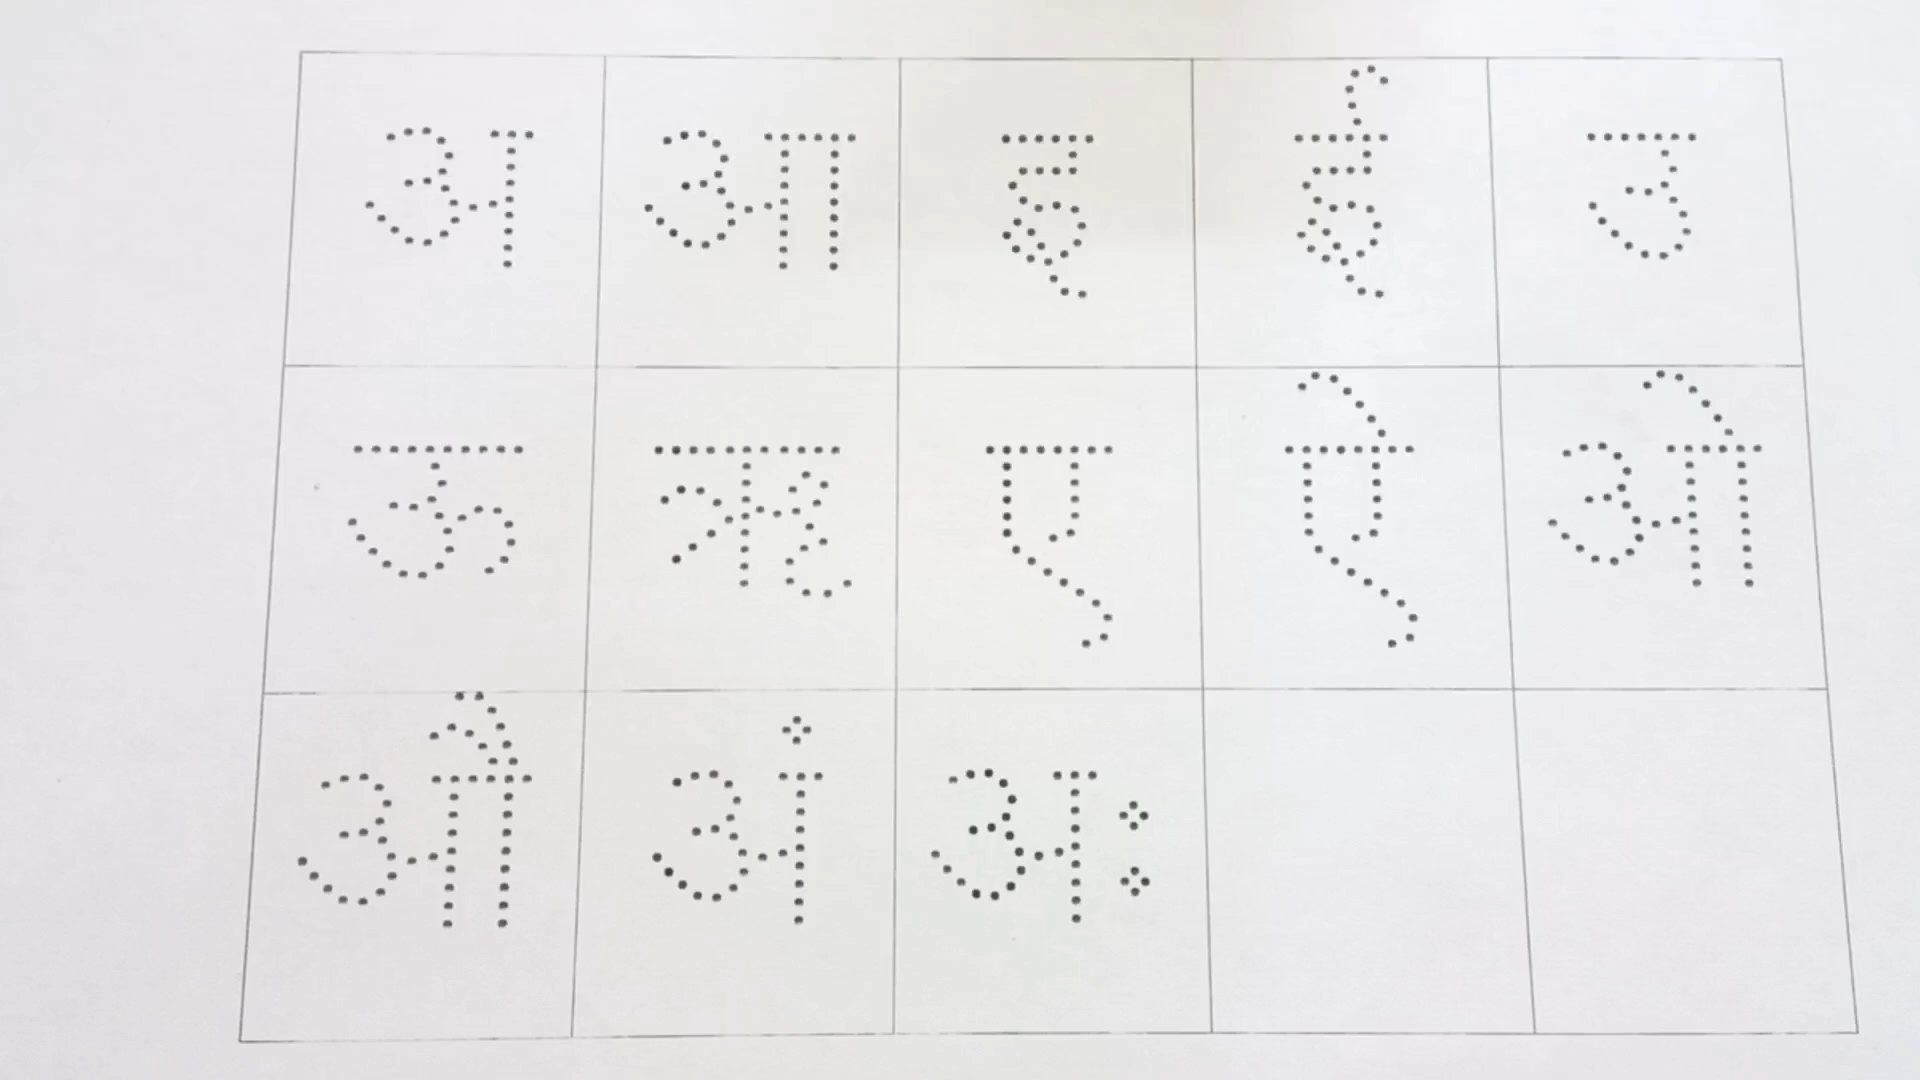 अ आ इ ई उ
ऊ ऋ ए ऐ ओ
औ अं अः